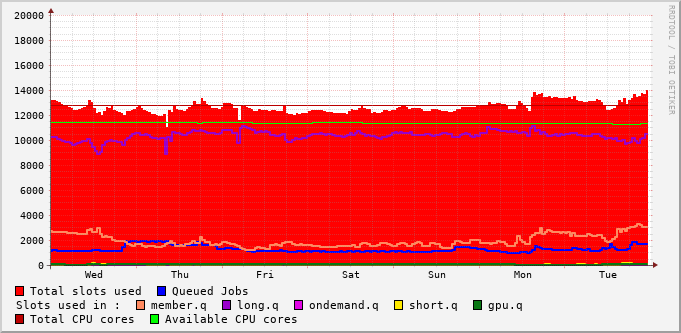 20000
18000
16000
14000
12000
10000
8000
6000
4000
2000
0
Wed Thu Fri Sat Sun Mon Tue
RRDTOOL / TOBI OETIKER
Total slots used Queued Jobs
Slots used in : member.q long.q ondemand.q short.q gpu.q
Total CPU cores Available CPU cores